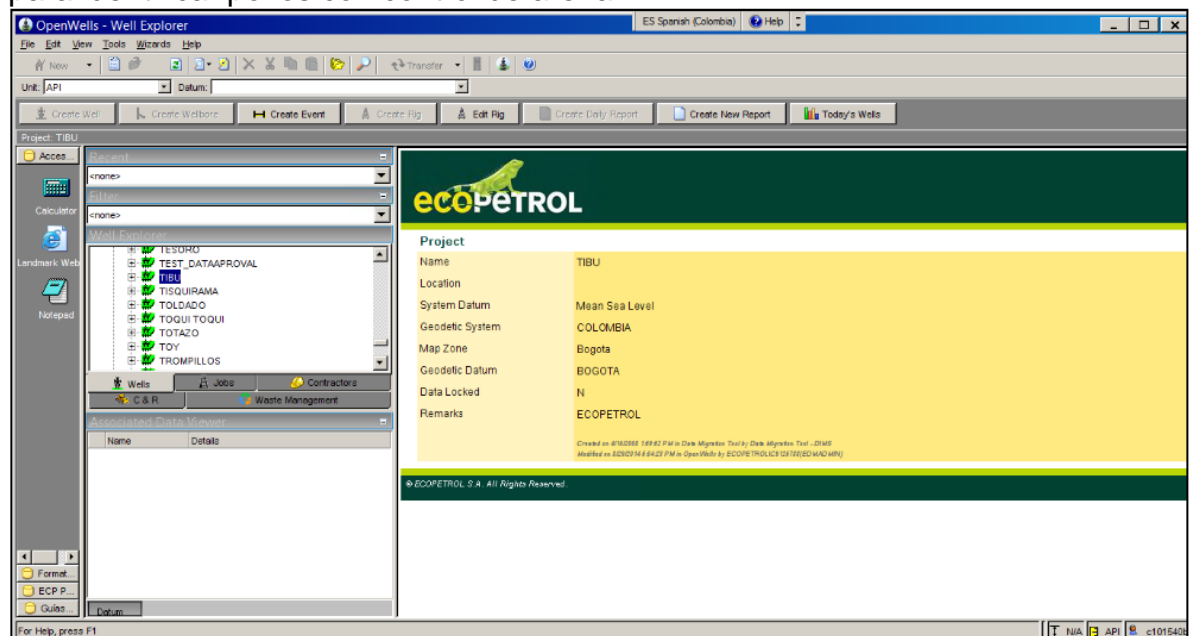 OpenWells - Well Explorer
ES Spanish (Colombia) Help
File Edit View Tools Wizards Help
New Transfer
Unit: API Datum:
Create Well Create Wellbore Create Event Create Rig Edit Rig Create Daily Report Create New Report Today's Wells
Project: TIBU
Acces...
Calculator
Landmark Web
Notepad
Format...
ECP P...
Guías...
Recent
<none>
Filter
<none>
Well Explorer
TESORO
TEST_DATAAPROVAL
TIBU
TISQUIRAMA
TOLDADO
TOQUI TOQUI
TOTAZO
TOY
TROMPILLOS
Wells Jobs Contractors
C & R Waste Management
Associated Data Viewer
Name Details
Datum
ecopetrol
Project
Name TIBU
Location
System Datum Mean Sea Level
Geodetic System COLOMBIA
Map Zone Bogota
Geodetic Datum BOGOTA
Data Locked N
Remarks ECOPETROL
© ECOPETROL S.A. All Rights Reserved.
For Help, press F1
N/A API